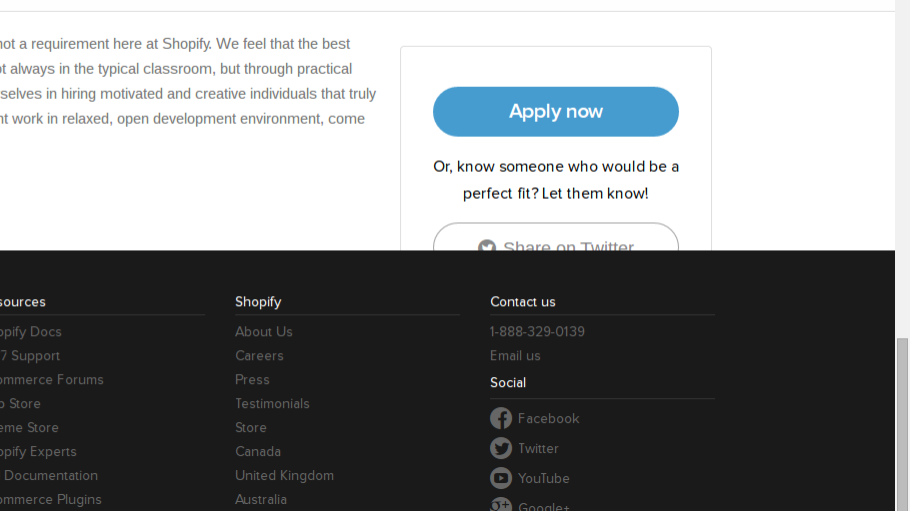 not a requirement here at Shopify. We feel that the best
always in the typical classroom, but through practical
selves in hiring motivated and creative individuals that truly
work in relaxed, open development environment, come
Apply now
Or, know someone who would be a
perfect fit? Let them know!
Share on Twitter
sources
opify Docs
7 Support
ommerce Forums
Store
eme Store
opify Experts
Documentation
ommerce Plugins
Shopify
About Us
Careers
Press
Testimonials
Store
Canada
United Kingdom
Australia
Contact us
1-888-329-0139
Email us
Social
Facebook
Twitter
YouTube
Google+